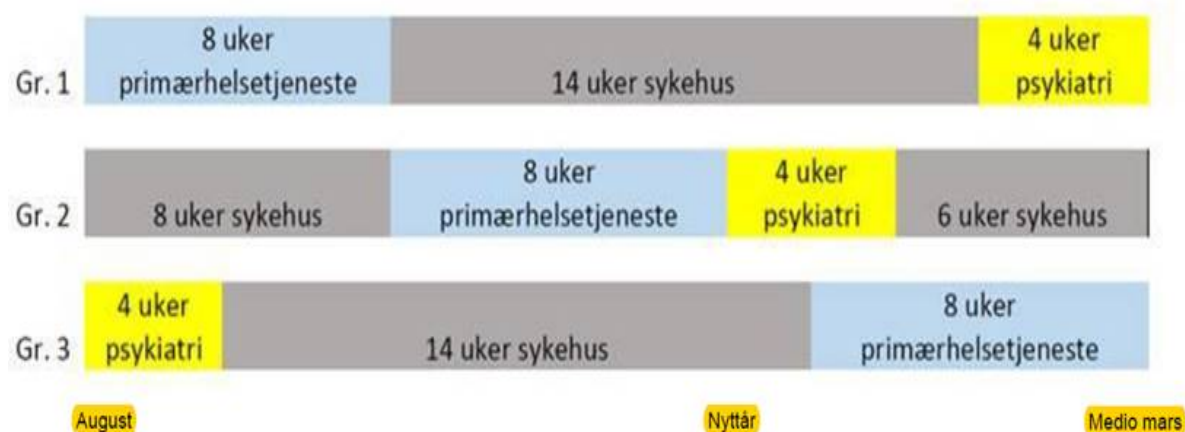 8 uker
primærhelsetjeneste
4 uker
psykiatri
Gr. 1
14 uker sykehus
8 uker
primærhelsetjeneste
4 uker
psykiatri
Gr. 2
8 uker sykehus
6 uker sykehus
4 uker
psykiatri
8 uker
primærhelsetjeneste
Gr. 3
14 uker sykehus
August
Nyttår
Medio mars